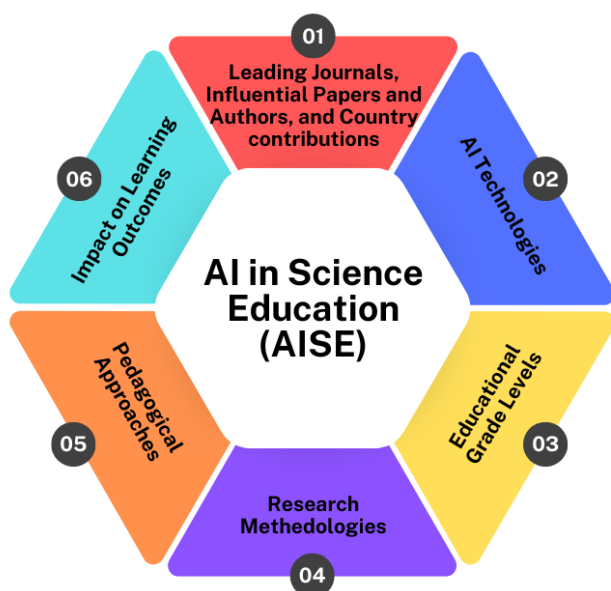 01
Leading Journals,
Influential Papers and
Authors, and Country
contributions
02
AI Technologies
03
Educational
Grade Levels
04
Research
Methedologies
05
Pedagogical
Approaches
06
Impact on Learning
Outcomes
AI in Science
Education
(AISE)